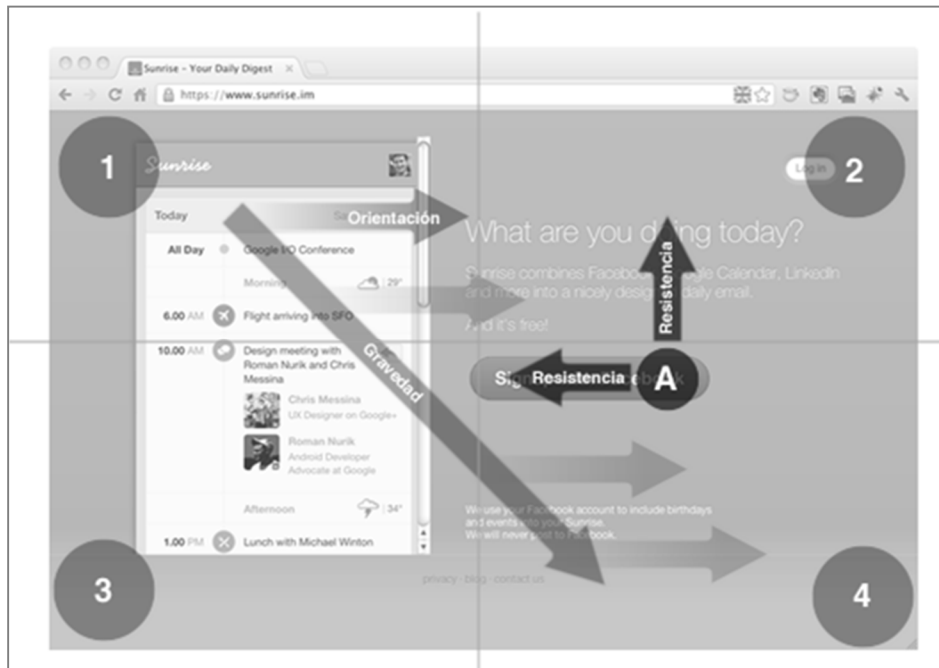 Sunrise - Your Daily Digest
https://www.sunrise.im
1
Sunrise
Log in
2
Today
Orientación
What are you doing today?
All Day
Google I/O Conference
Sunrise combines Facebook, Google Calendar, LinkedIn
and more into a nicely designed daily email.
Morning
29°
6.00 AM
Flight arriving into SFO
And it's free!
Resistencia
10.00 AM
Design meeting with
Roman Nurik and Chris
Messina
Gravedad
Sign
Resistencia
A
Chris Messina
UX Designer on Google+
Roman Nurik
Android Developer
Advocate at Google
Afternoon
34°
We use your Facebook account to include birthdays
and events into your Sunrise.
We will never post to Facebook.
1.00 PM
Lunch with Michael Winton
privacy · blog · contact us
3
4